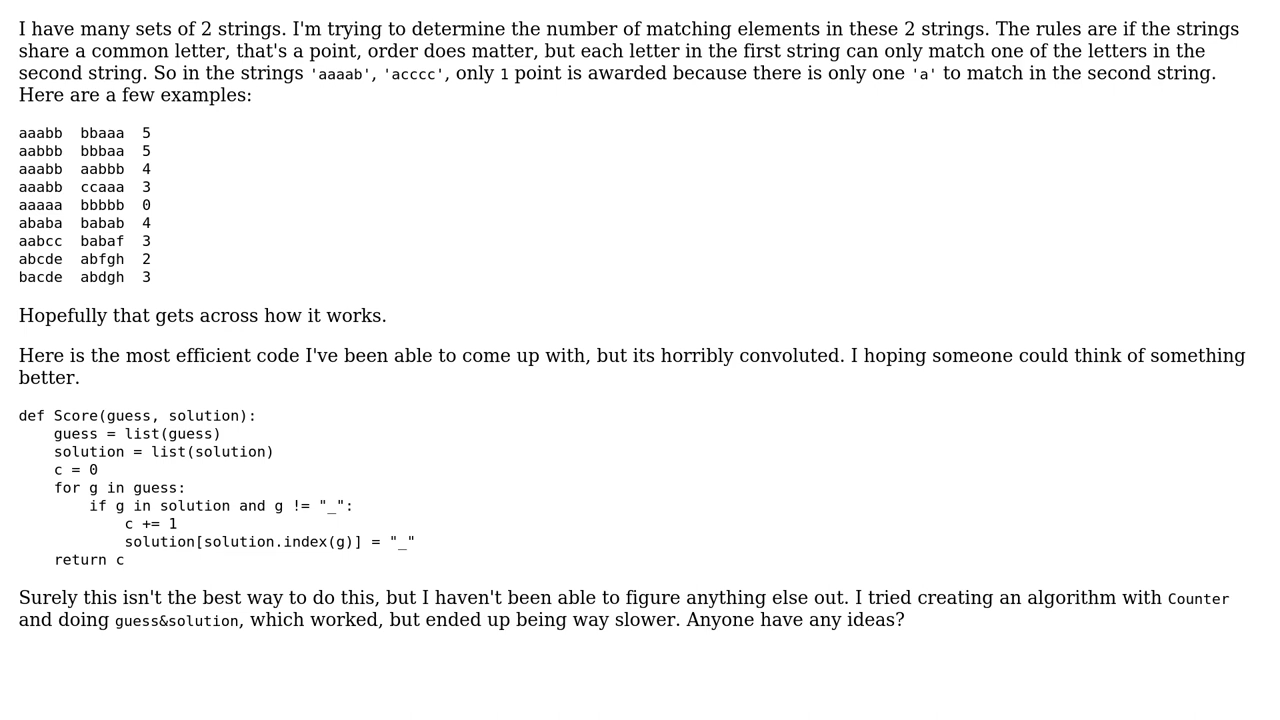 I have many sets of 2 strings. I'm trying to determine the number of matching elements in these 2 strings. The rules are if the strings
share a common letter, that's a point, order does matter, but each letter in the first string can only match one of the letters in the
second string. So in the strings 'aaaab', 'acccc', only 1 point is awarded because there is only one 'a' to match in the second string.
Here are a few examples:
aaabb  bbaaa  5
aabbb  bbbaa  5
aaabb  aabbb  4
aaabb  ccaaa  3
aaaaa  bbbbb  0
ababa  babab  4
aabcc  babaf  3
abcde  abfgh  2
bacde  abdgh  3
Hopefully that gets across how it works.
Here is the most efficient code I've been able to come up with, but its horribly convoluted. I hoping someone could think of something
better.
def Score(guess, solution):
    guess = list(guess)
    solution = list(solution)
    c = 0
    for g in guess:
        if g in solution and g != "_":
            c += 1
            solution[solution.index(g)] = "_"
    return c
Surely this isn't the best way to do this, but I haven't been able to figure anything else out. I tried creating an algorithm with Counter
and doing guess&solution, which worked, but ended up being way slower. Anyone have any ideas?